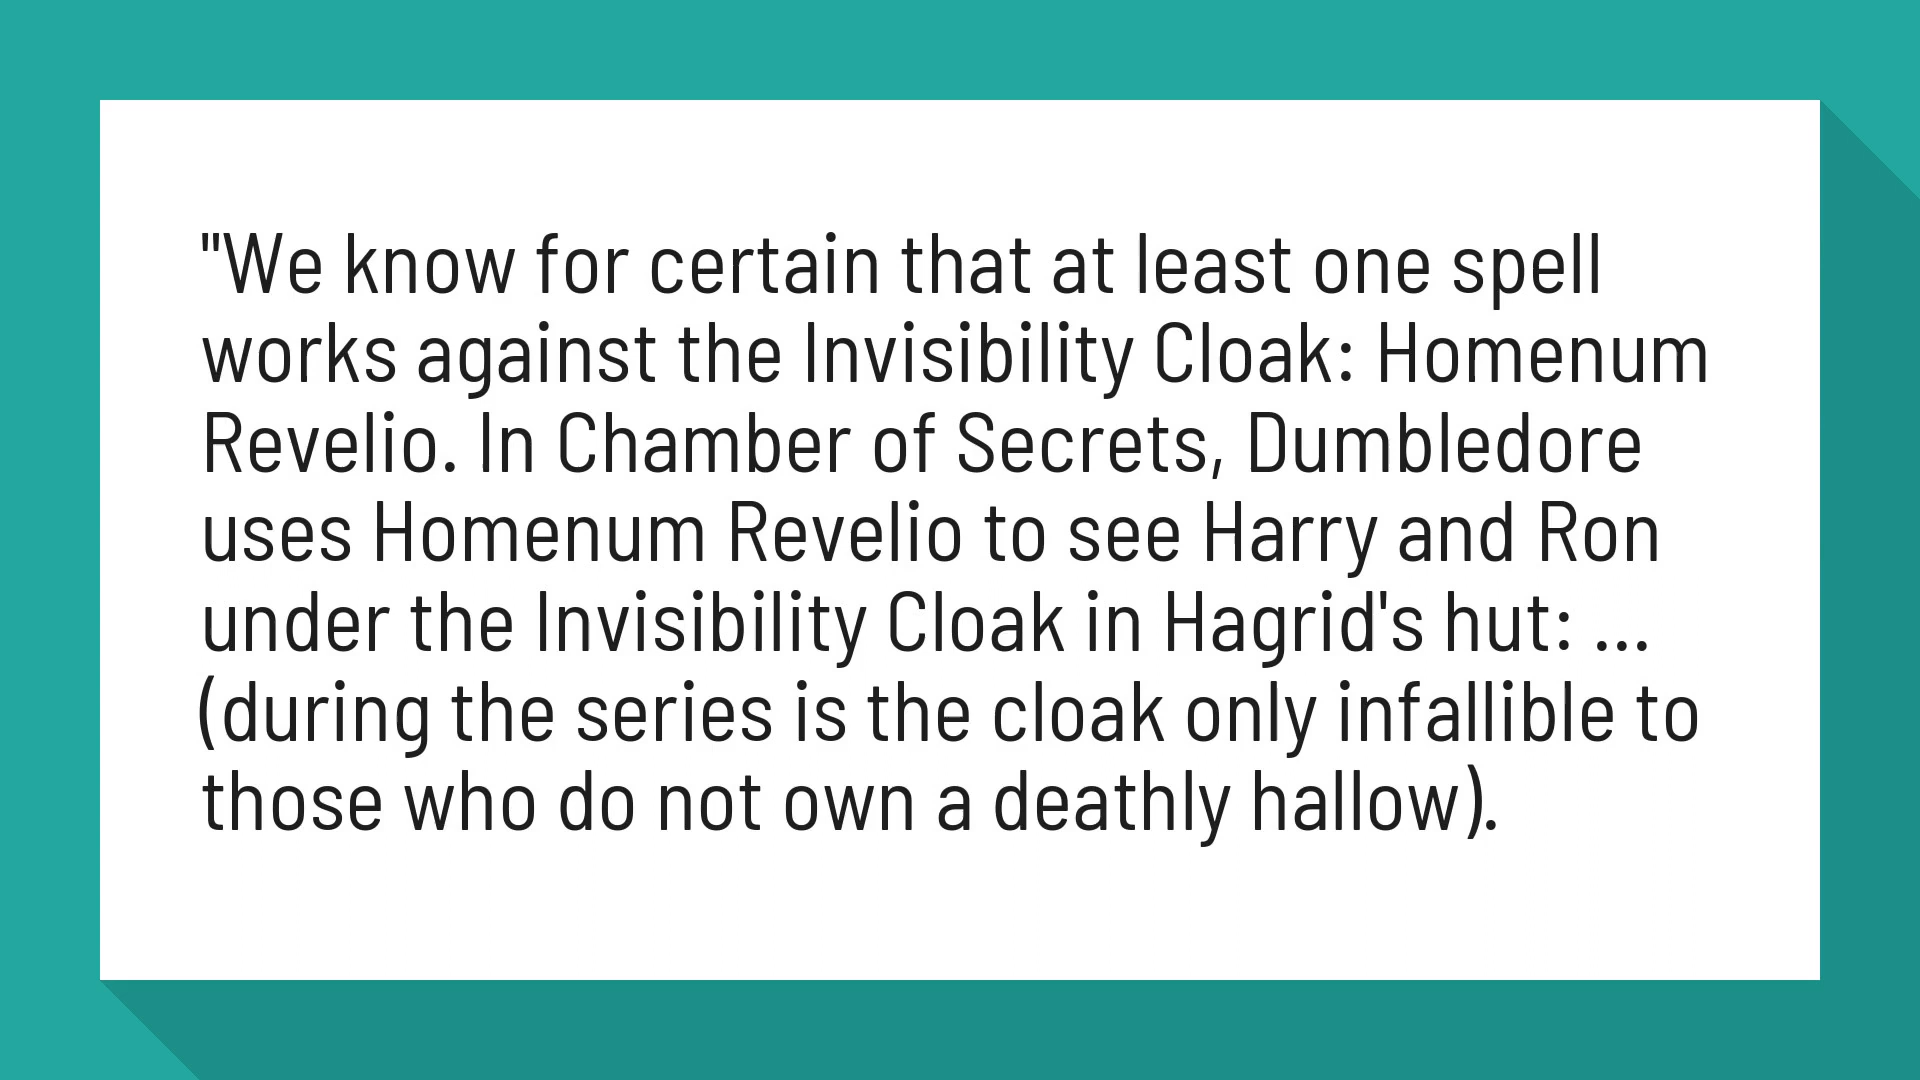 "We know for certain that at least one spell
works against the Invisibility Cloak: Homenum
Revelio. In Chamber of Secrets, Dumbledore
uses Homenum Revelio to see Harry and Ron
under the Invisibility Cloak in Hagrid's hut: ...
(during the series is the cloak only infallible to
those who do not own a deathly hallow).